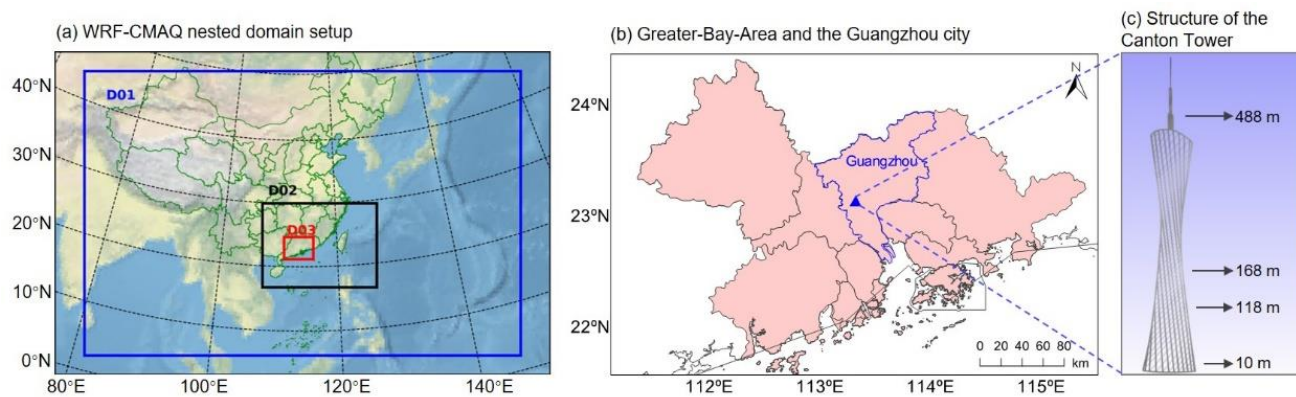 (a) WRF-CMAQ nested domain setup
40°N
30°N
20°N
10°N
0°N
80°E
100°E
120°E
140°E
D01
D02
D03
(b) Greater-Bay-Area and the Guangzhou city
24°N
23°N
22°N
112°E
113°E
114°E
115°E
Guangzhou
N
0 20 40 60 80
km
(c) Structure of the
Canton Tower
488 m
168 m
118 m
10 m